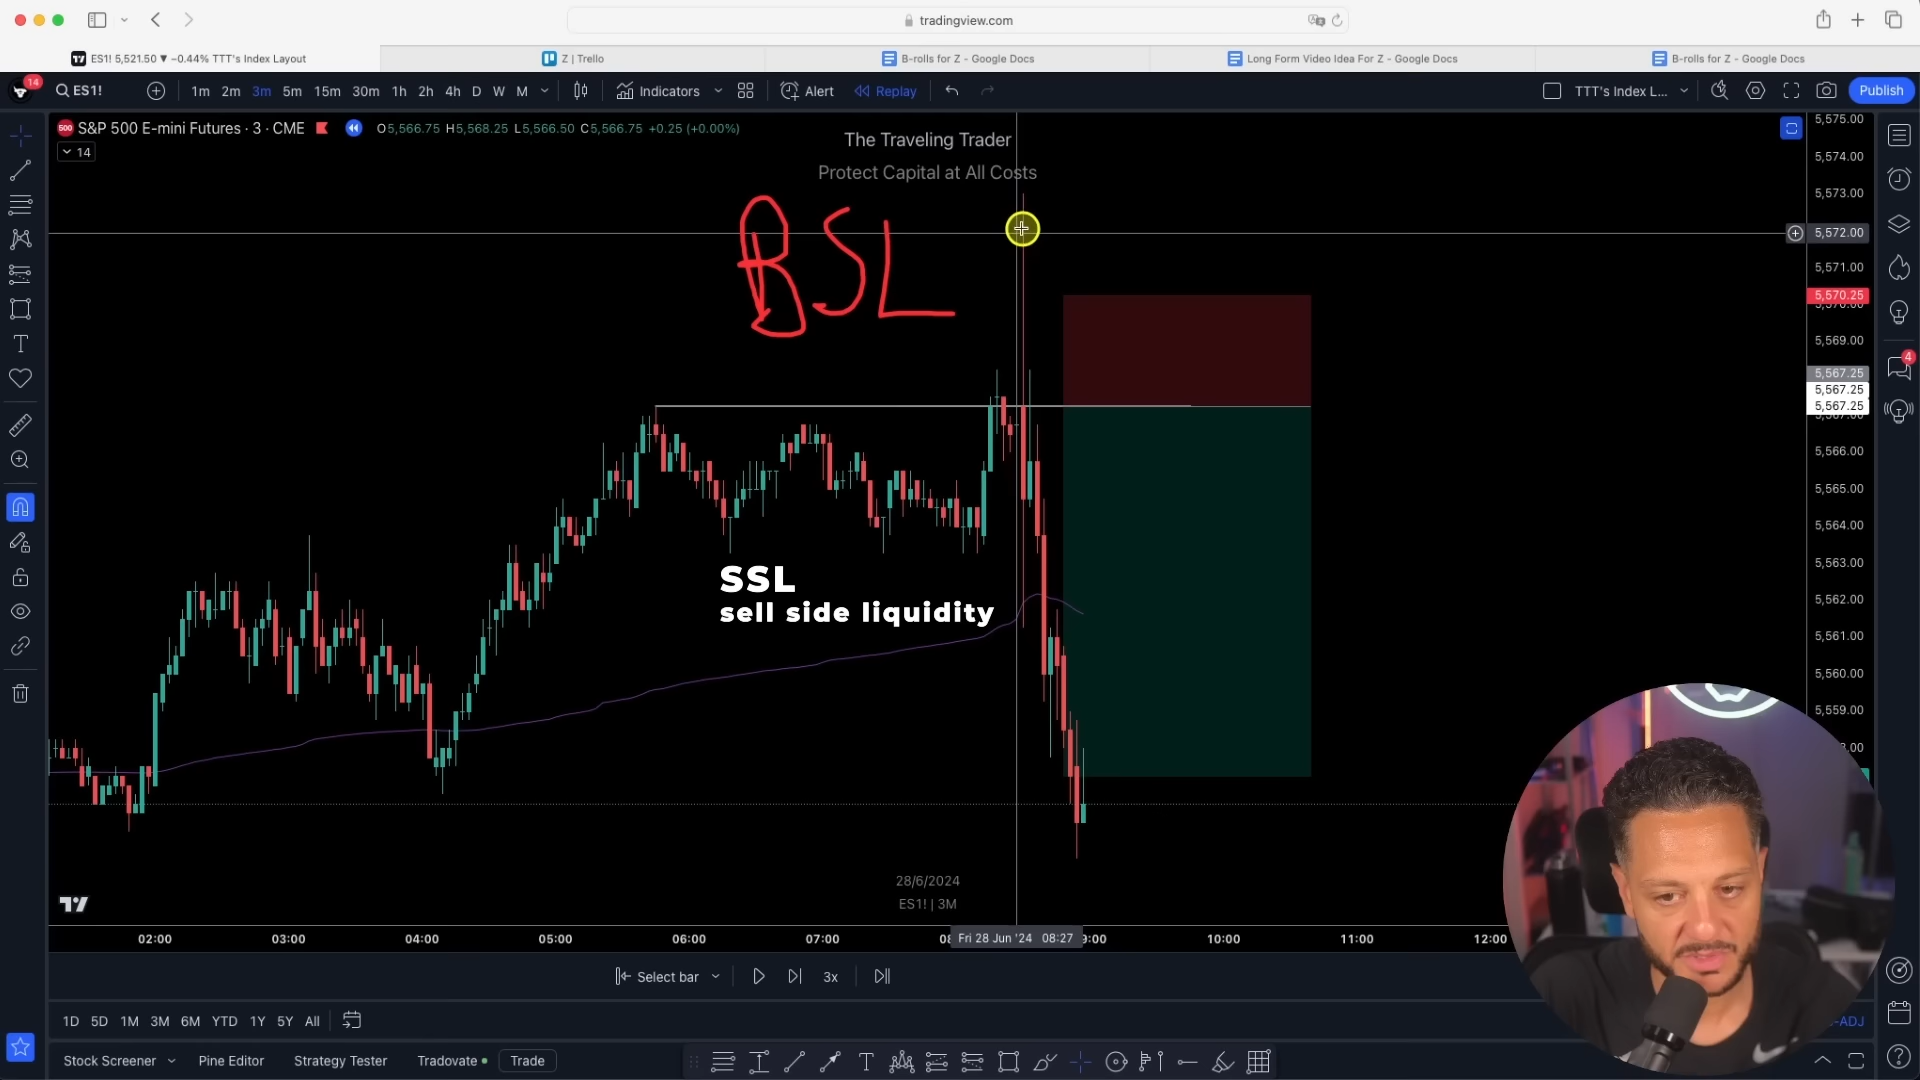 tradingview.com
ES1! 5,521.50 ▼ −0.44% TTT's Index Layout
Z | Trello
B-rolls for Z - Google Docs
Long Form Video Idea For Z - Google Docs
B-rolls for Z - Google Docs
14
ES1!
1m 2m 3m 5m 15m 30m 1h 2h 4h D W M
Indicators
Alert
Replay
TTT's Index L...
Publish
500 S&P 500 E-mini Futures · 3 · CME
O5,566.75 H5,568.25 L5,566.50 C5,566.75 +0.25 (+0.00%)
14
The Traveling Trader
Protect Capital at All Costs
BSL
SSL
sell side liquidity
5,575.00
5,574.00
5,573.00
5,572.00
5,571.00
5,570.25
5,569.00
5,567.25
5,567.25
5,567.25
5,566.00
5,565.00
5,564.00
5,563.00
5,562.00
5,561.00
5,560.00
5,559.00
4
28/6/2024
ES1! | 3M
02:00 03:00 04:00 05:00 06:00 07:00
Fri 28 Jun '24 08:27
10:00 11:00 12:00
Select bar
3x
1D 5D 1M 3M 6M YTD 1Y 5Y All
-ADJ
Stock Screener Pine Editor Strategy Tester Tradovate Trade